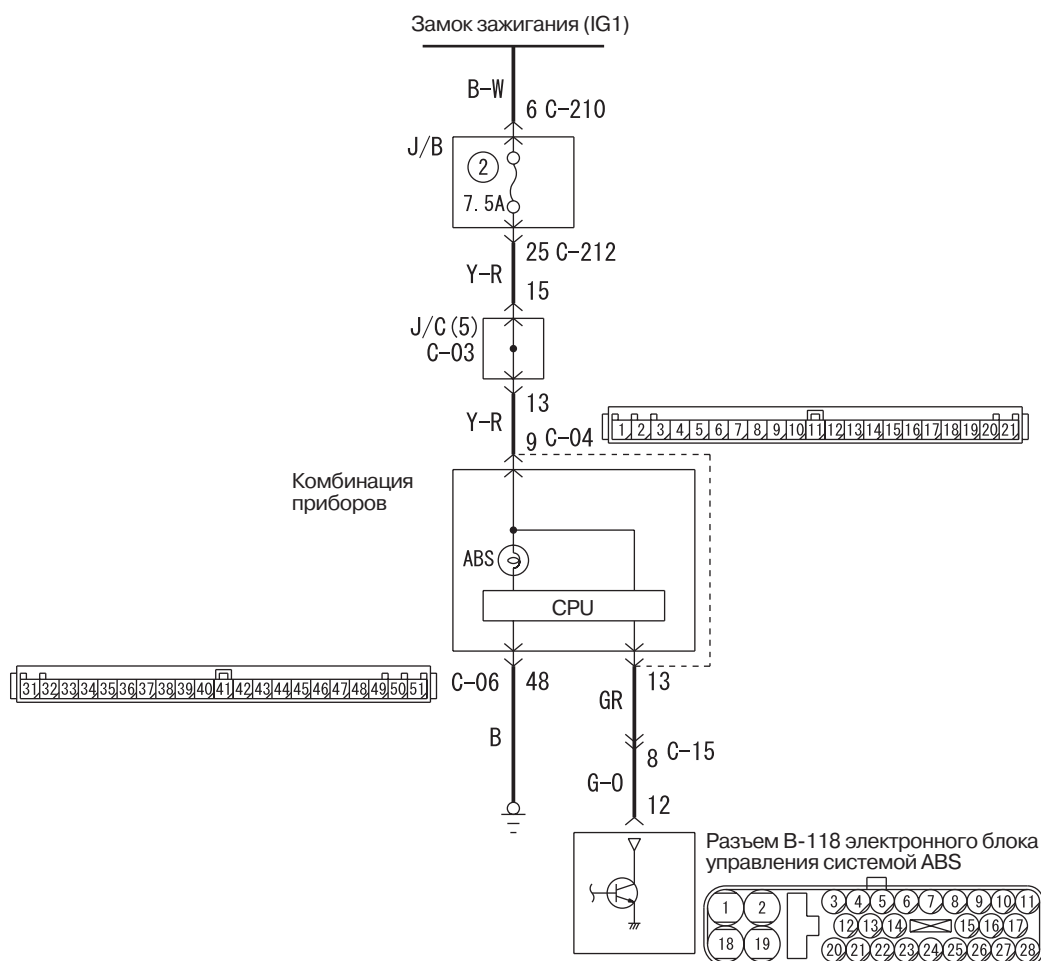 Замок зажигания (IG1)
B-W
6 C-210
J/B
2
7.5A
25 C-212
Y-R
15
J/C(5)
C-03
13
Y-R
9 C-04
1 2 3 4 5 6 7 8 9 10 11 12 13 14 15 16 17 18 19 20 21
Комбинация
приборов
ABS
CPU
31 32 33 34 35 36 37 38 39 40 41 42 43 44 45 46 47 48 49 50 51
C-06 48
13
GR
B
8 C-15
G-O
12
Разъем В-118 электронного блока
управления системой ABS
1 2 3 4 5 6 7 8 9 10 11
12 13 14 15 16 17
18 19 20 21 22 23 24 25 26 27 28